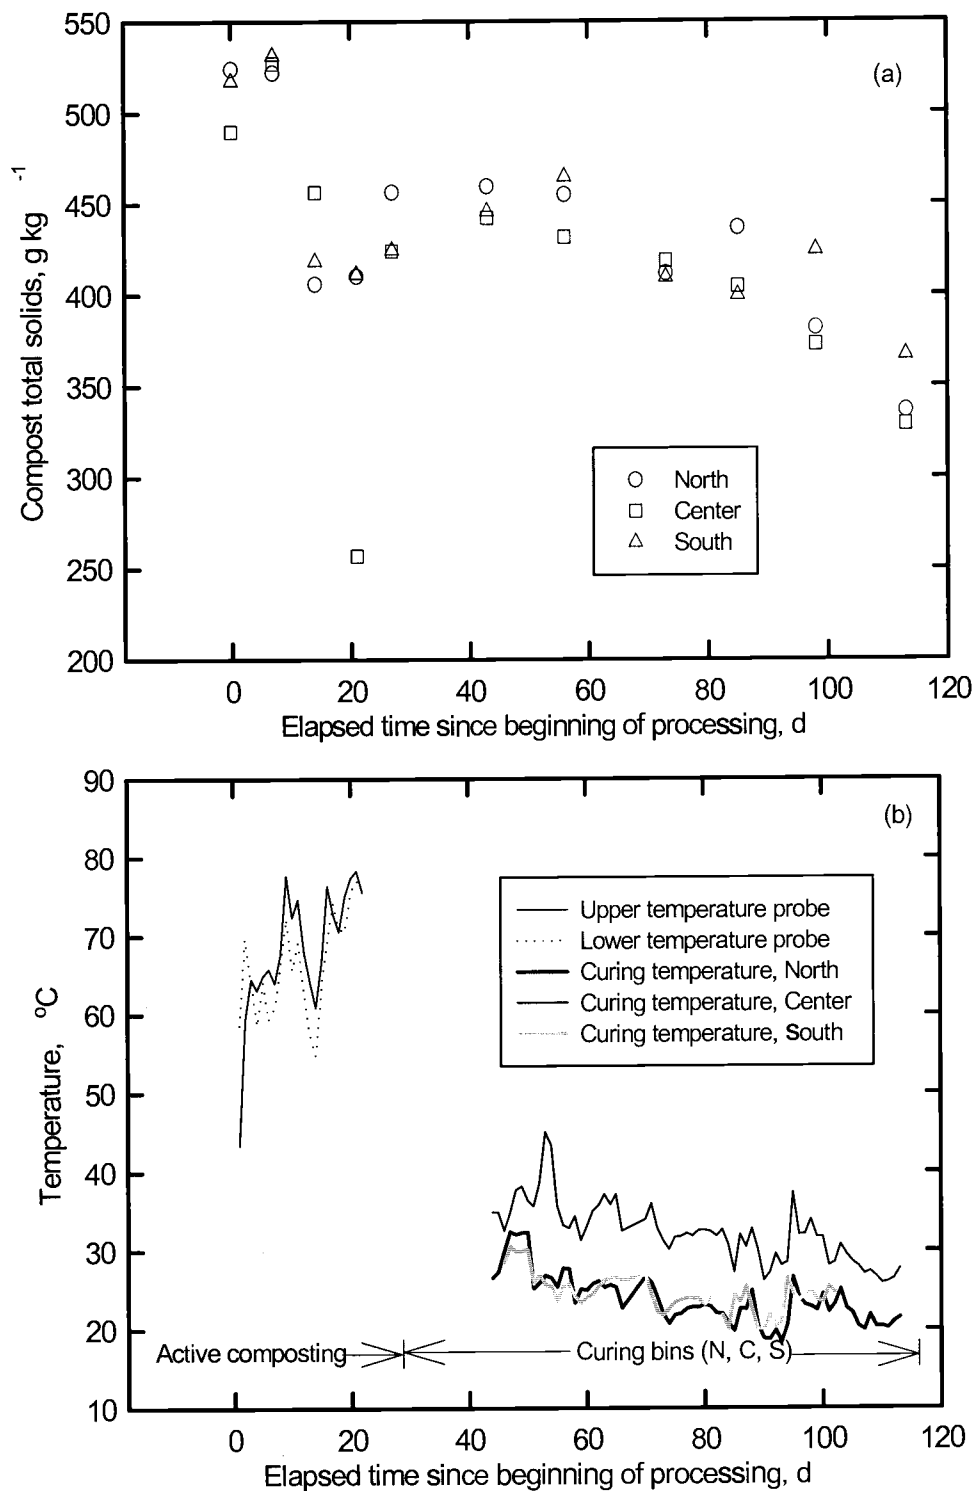 550
500
450
400
350
300
250
200
Compost total solids, g kg -1
(a)
North
Center
South
0 20 40 60 80 100 120
Elapsed time since beginning of processing, d
90
80
70
60
50
40
30
20
10
Temperature, ºC
(b)
Upper temperature probe
Lower temperature probe
Curing temperature, North
Curing temperature, Center
Curing temperature, South
Active composting
Curing bins (N, C, S)
0 20 40 60 80 100 120
Elapsed time since beginning of processing, d